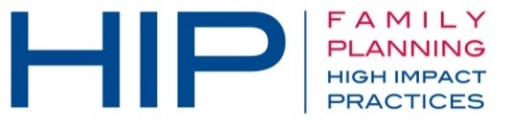 HIP
FAMILY
PLANNING
HIGH IMPACT
PRACTICES